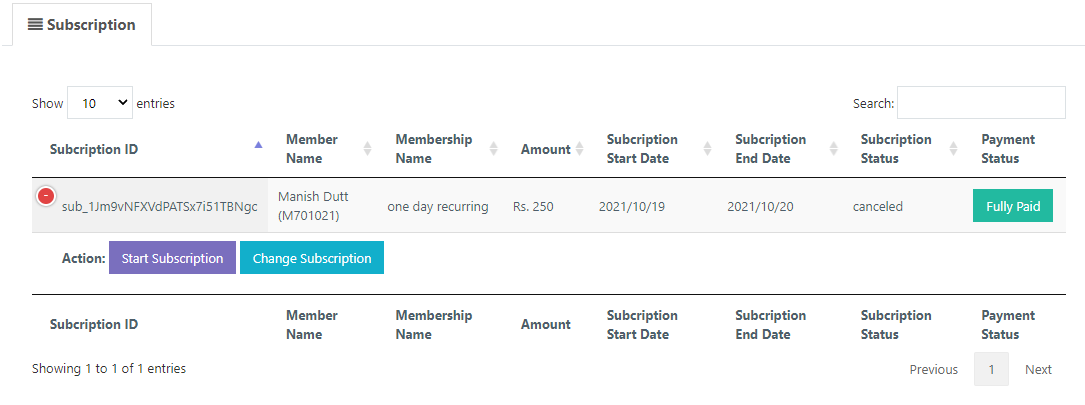 Subscription
Show 10 entries
Search:
Subcription ID
Member Name
Membership Name
Amount
Subcription Start Date
Subcription End Date
Subcription Status
Payment Status
sub_1Jm9vNFXVdPATSx7i51TBNgc
Manish Dutt (M701021)
one day recurring
Rs. 250
2021/10/19
2021/10/20
canceled
Fully Paid
Action: Start Subscription Change Subscription
Subcription ID
Member Name
Membership Name
Amount
Subcription Start Date
Subcription End Date
Subcription Status
Payment Status
Showing 1 to 1 of 1 entries
Previous 1 Next